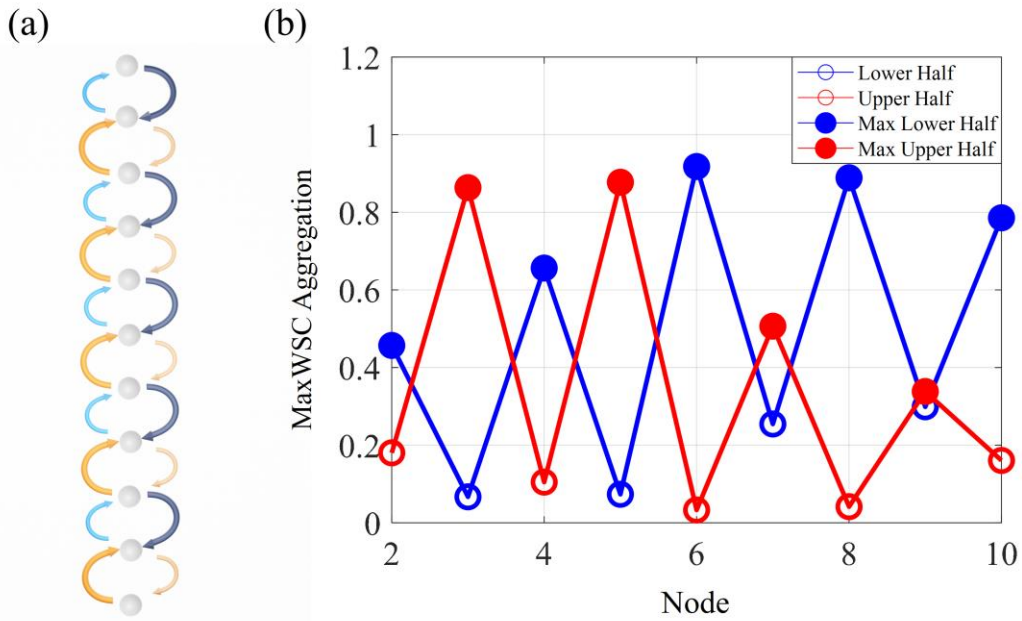 (a)
(b)
1.2
1
0.8
0.6
0.4
0.2
0
MaxWSC Aggregation
Lower Half
Upper Half
Max Lower Half
Max Upper Half
2 4 6 8 10
Node